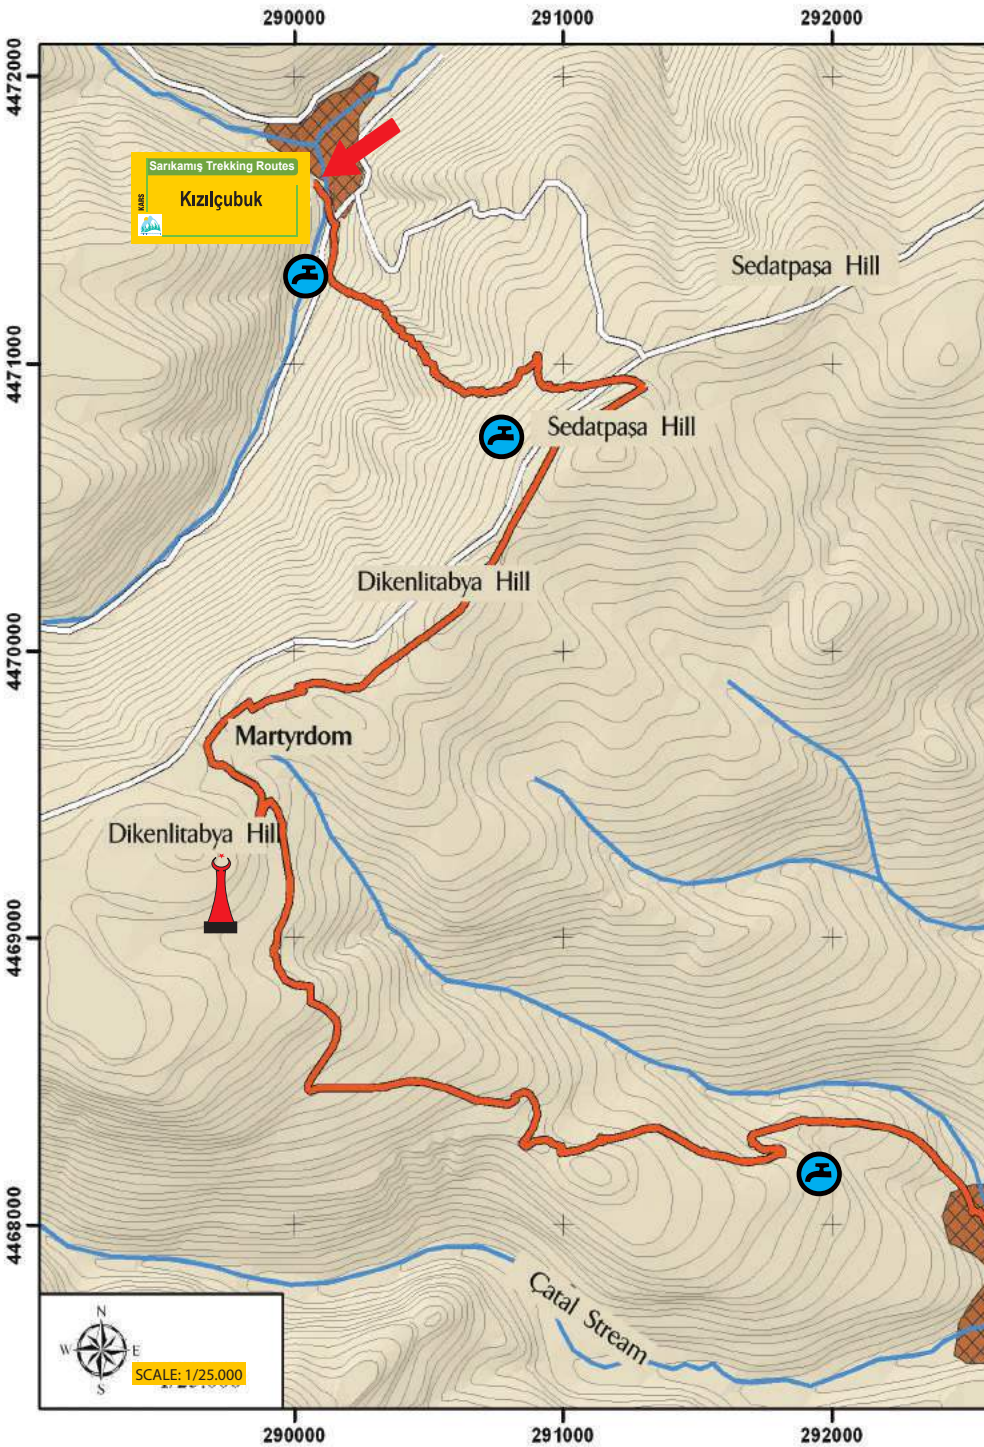 290000 291000 292000
4472000
Sarıkamış Trekking Routes
KARS
Kızılçubuk
Sedatpaşa Hill
4471000
Sedatpaşa Hill
Dikenlitabya Hill
4470000
Martyrdom
Dikenlitabya Hill
4469000
4468000
Çatal Stream
N
W E
S
SCALE: 1/25.000
290000 291000 292000